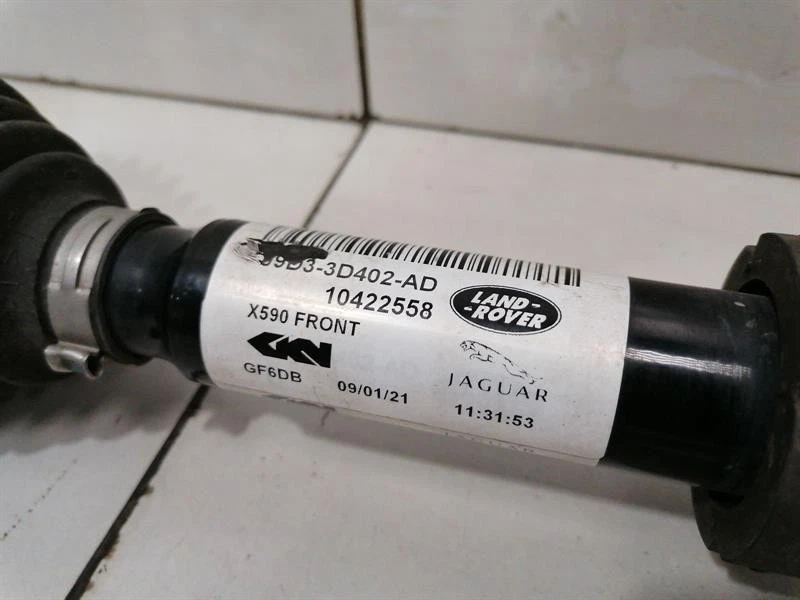 9D3-3D402-AD
10422558
LAND-
-ROVER
X590 FRONT
GKN
JAGUAR
GF6DB
09/01/21
11:31:53